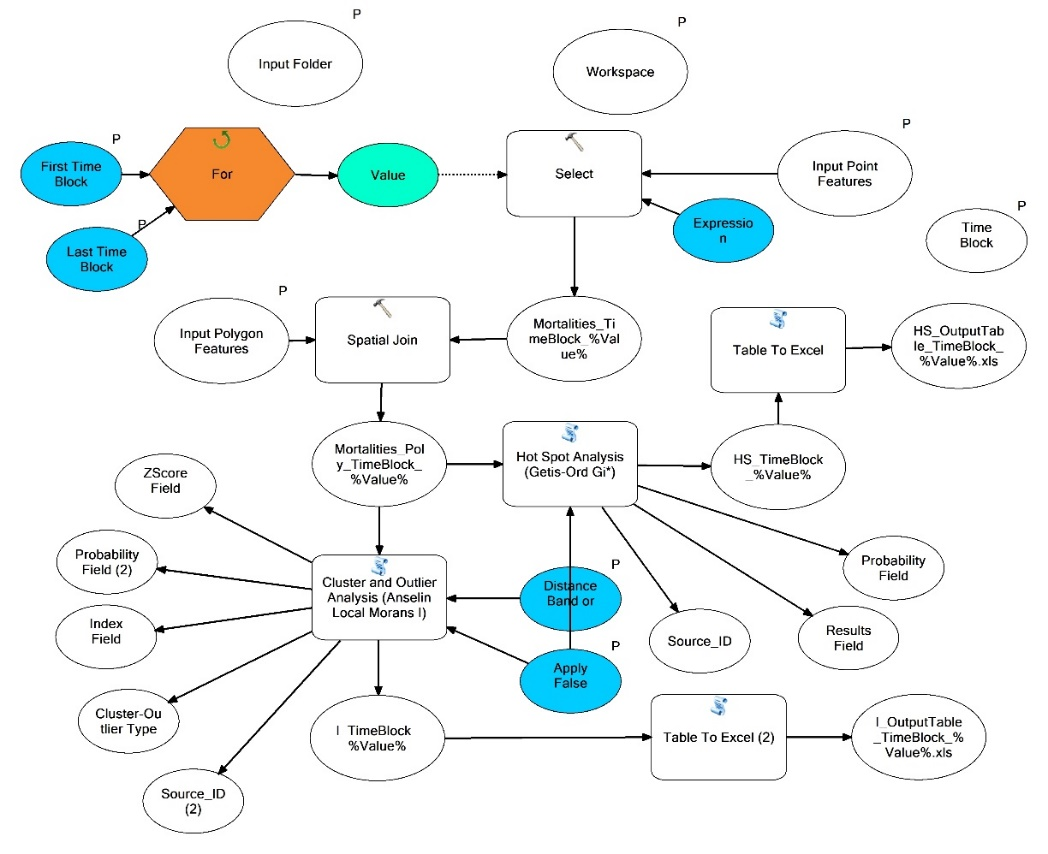 P
Input Folder
P
Workspace
P
First Time
Block
For
Value
Select
P
Input Point
Features
P
Last Time
Block
Expressio
n
P
Time
Block
P
Input Polygon
Features
Spatial Join
Mortalities_Ti
meBlock_%Val
ue%
Table To Excel
HS_OutputTab
le_TimeBlock_
%Value%.xls
Mortalities_Pol
y_TimeBlock_
%Value%
Hot Spot Analysis
(Getis-Ord Gi*)
HS_TimeBlock
_%Value%
ZScore
Field
Probability
Field (2)
Index
Field
Cluster and Outlier
Analysis (Anselin
Local Morans I)
P
Distance
Band or
Probability
Field
P
Apply
False
Source_ID
Results
Field
Cluster-Ou
tlier Type
I_TimeBlock
%Value%
Table To Excel (2)
I_OutputTable
_TimeBlock_%
Value%.xls
Source_ID
(2)